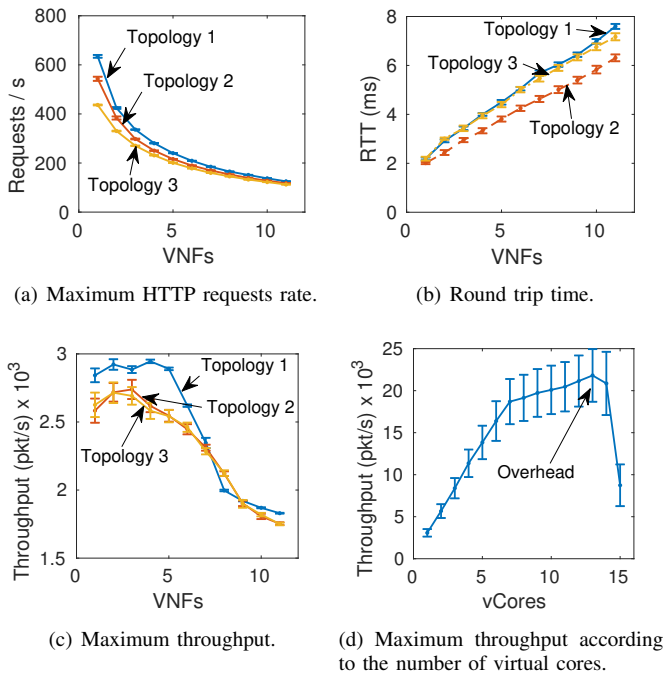 800
600
400
200
0
Requests / s
Topology 1
Topology 2
Topology 3
0 5 10
VNFs
(a) Maximum HTTP requests rate.
8
6
4
2
0
RTT (ms)
Topology 1
Topology 3
Topology 2
0 5 10
VNFs
(b) Round trip time.
3
2.5
2
1.5
Throughput (pkt/s) x 10³
Topology 1
Topology 2
Topology 3
0 5 10
VNFs
(c) Maximum throughput.
25
20
15
10
5
0
Throughput (pkt/s) x 10³
Overhead
0 5 10 15
vCores
(d) Maximum throughput according
to the number of virtual cores.